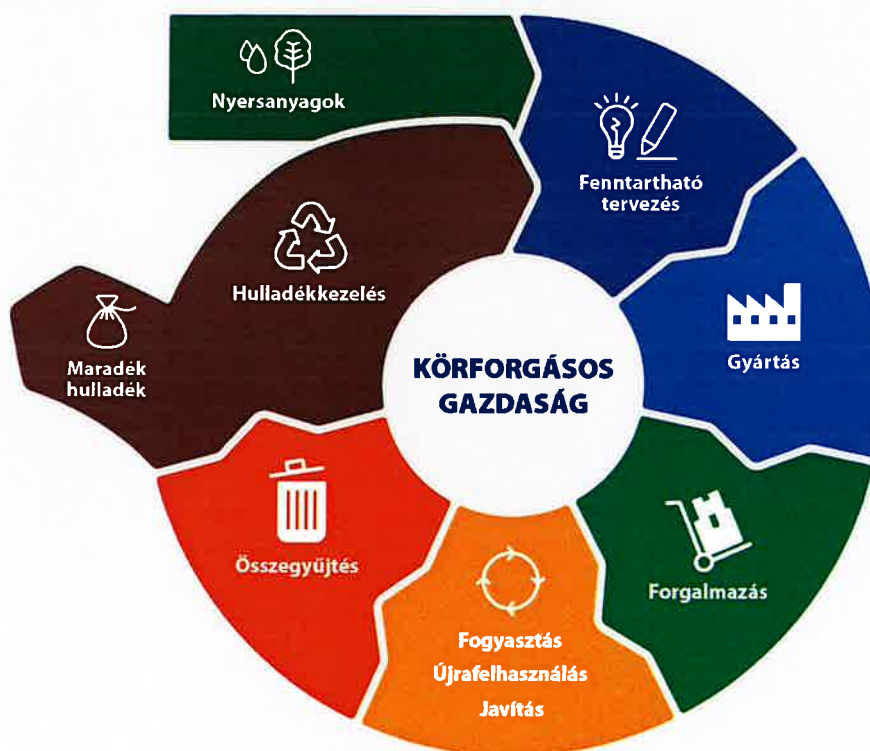 Nyersanyagok
Fenntartható
tervezés
Gyártás
Forgalmazás
Fogyasztás
Újrafelhasználás
Javítás
Összegyűjtés
Hulladékkezelés
Maradék
hulladék
KÖRFORGÁSOS
GAZDASÁG